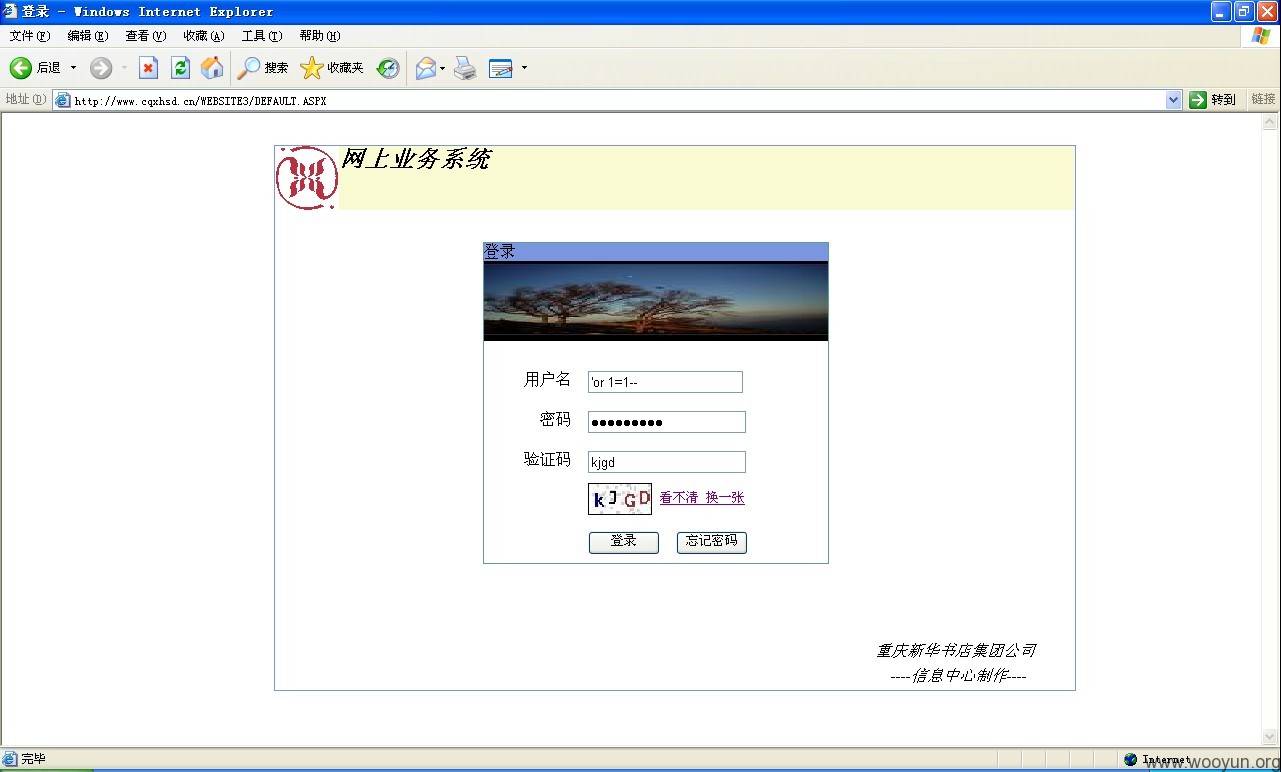 登录 - Windows Internet Explorer
文件(F) 编辑(E) 查看(V) 收藏(A) 工具(T) 帮助(H)
后退 搜索 收藏夹
地址(D) http://www.cqxhsd.cn/WEBSITE3/DEFAULT.ASPX 转到 链接
网上业务系统
登录
用户名 'or 1=1--
密码 ●●●●●●●●●
验证码 kjgd
kJGD 看不清 换一张
登录 忘记密码
重庆新华书店集团公司
----信息中心制作----
完毕 Internet
www.wooyun.org